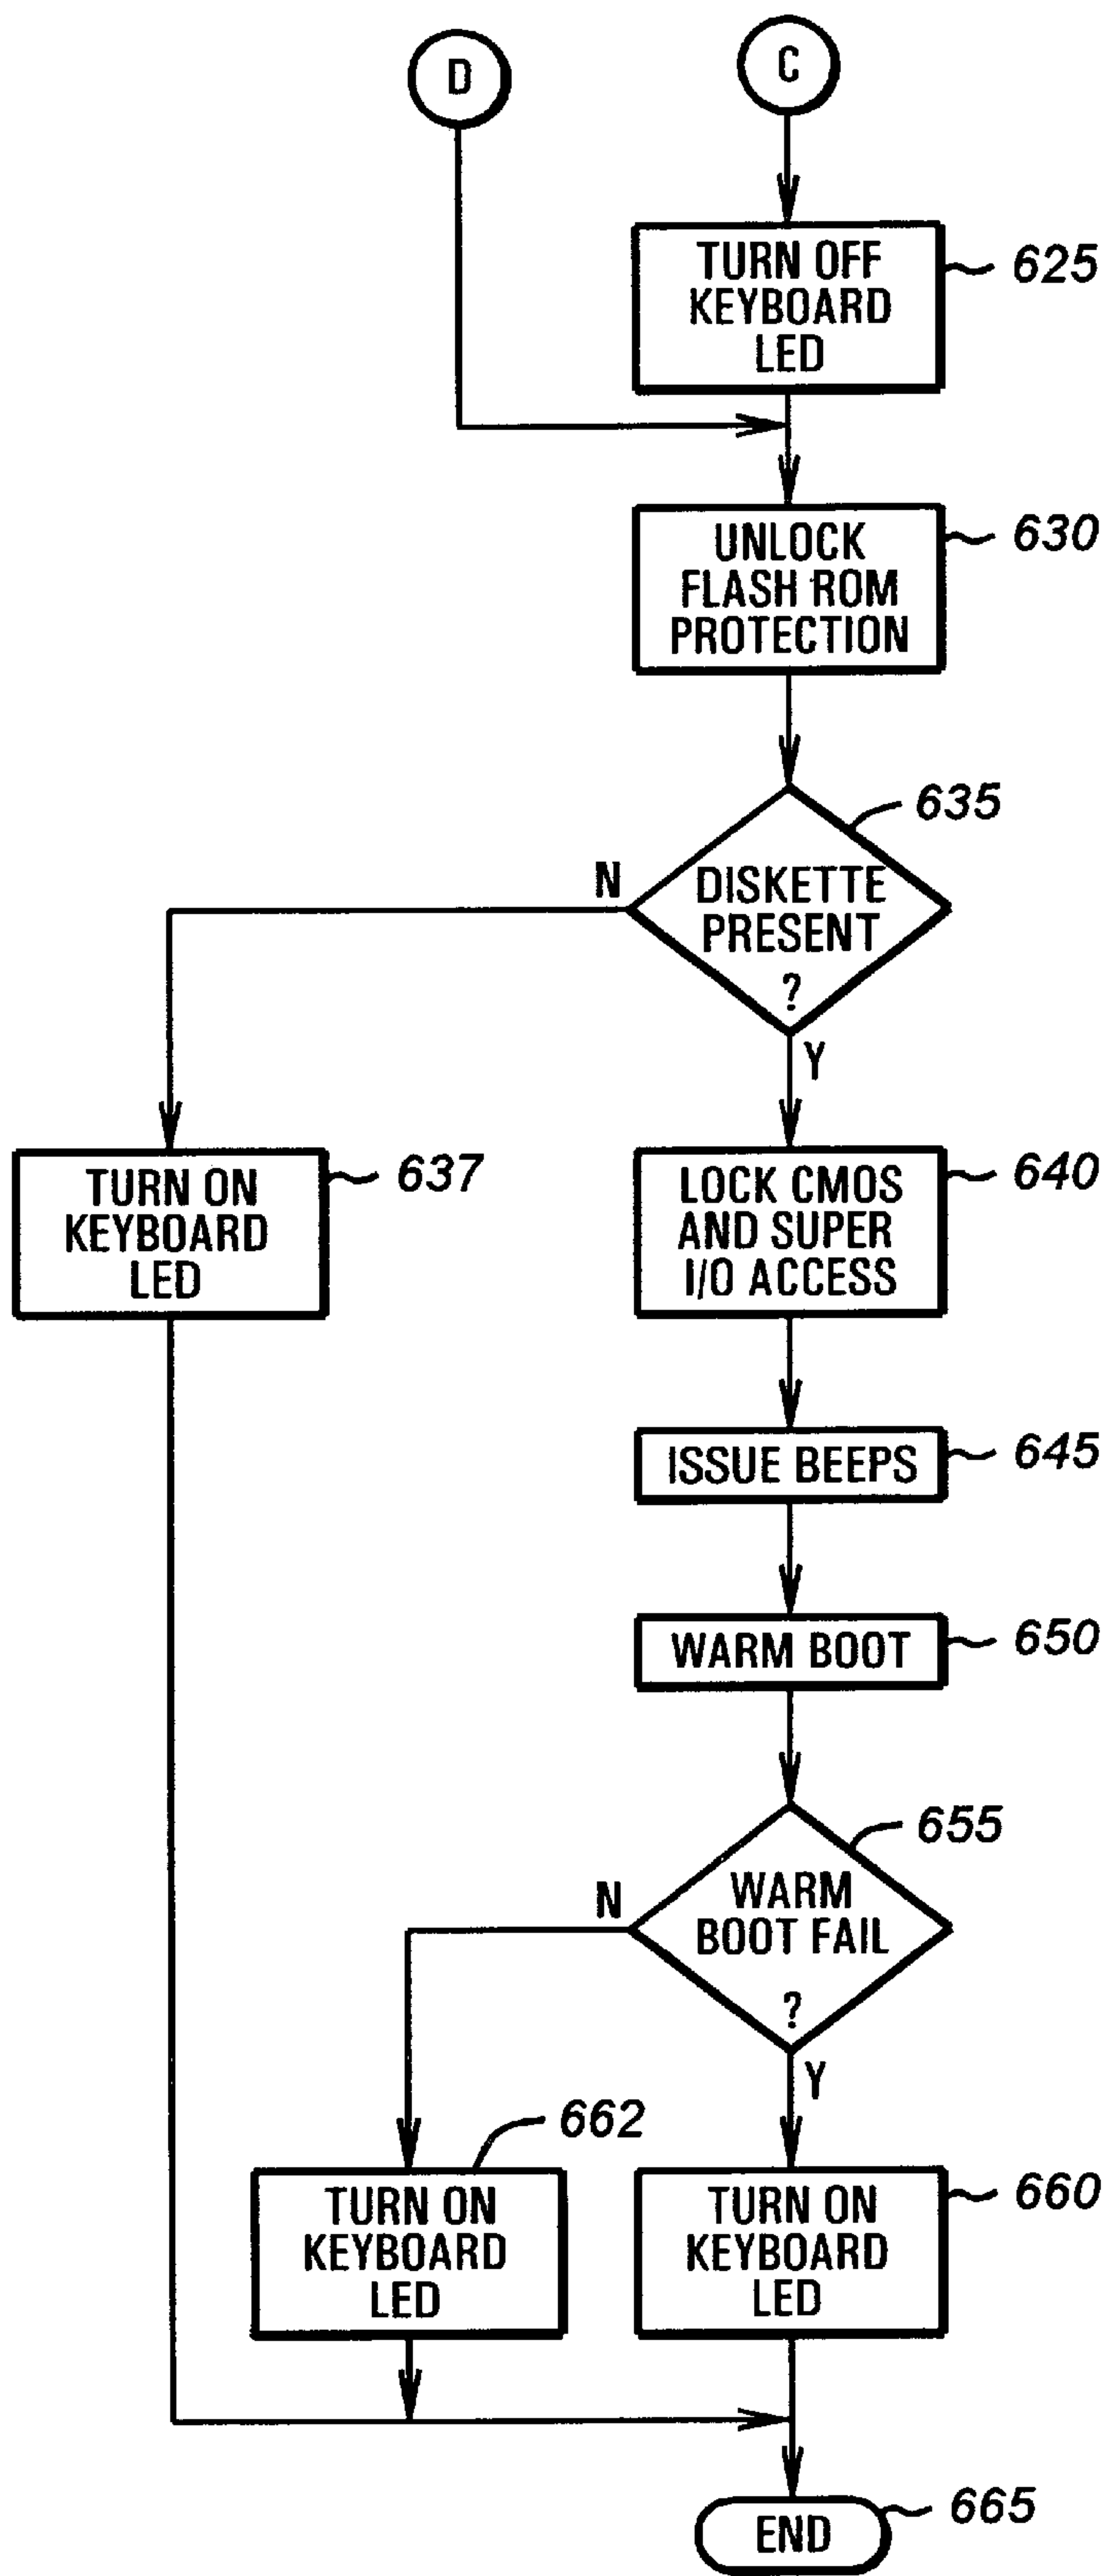 D
C
TURN OFF
KEYBOARD
LED
625
UNLOCK
FLASH ROM
PROTECTION
630
635
N
DISKETTE
PRESENT
?
Y
TURN ON
KEYBOARD
LED
637
LOCK CMOS
AND SUPER
I/O ACCESS
640
ISSUE BEEPS
645
WARM BOOT
650
655
N
WARM
BOOT FAIL
?
Y
662
TURN ON
KEYBOARD
LED
TURN ON
KEYBOARD
LED
660
END
665